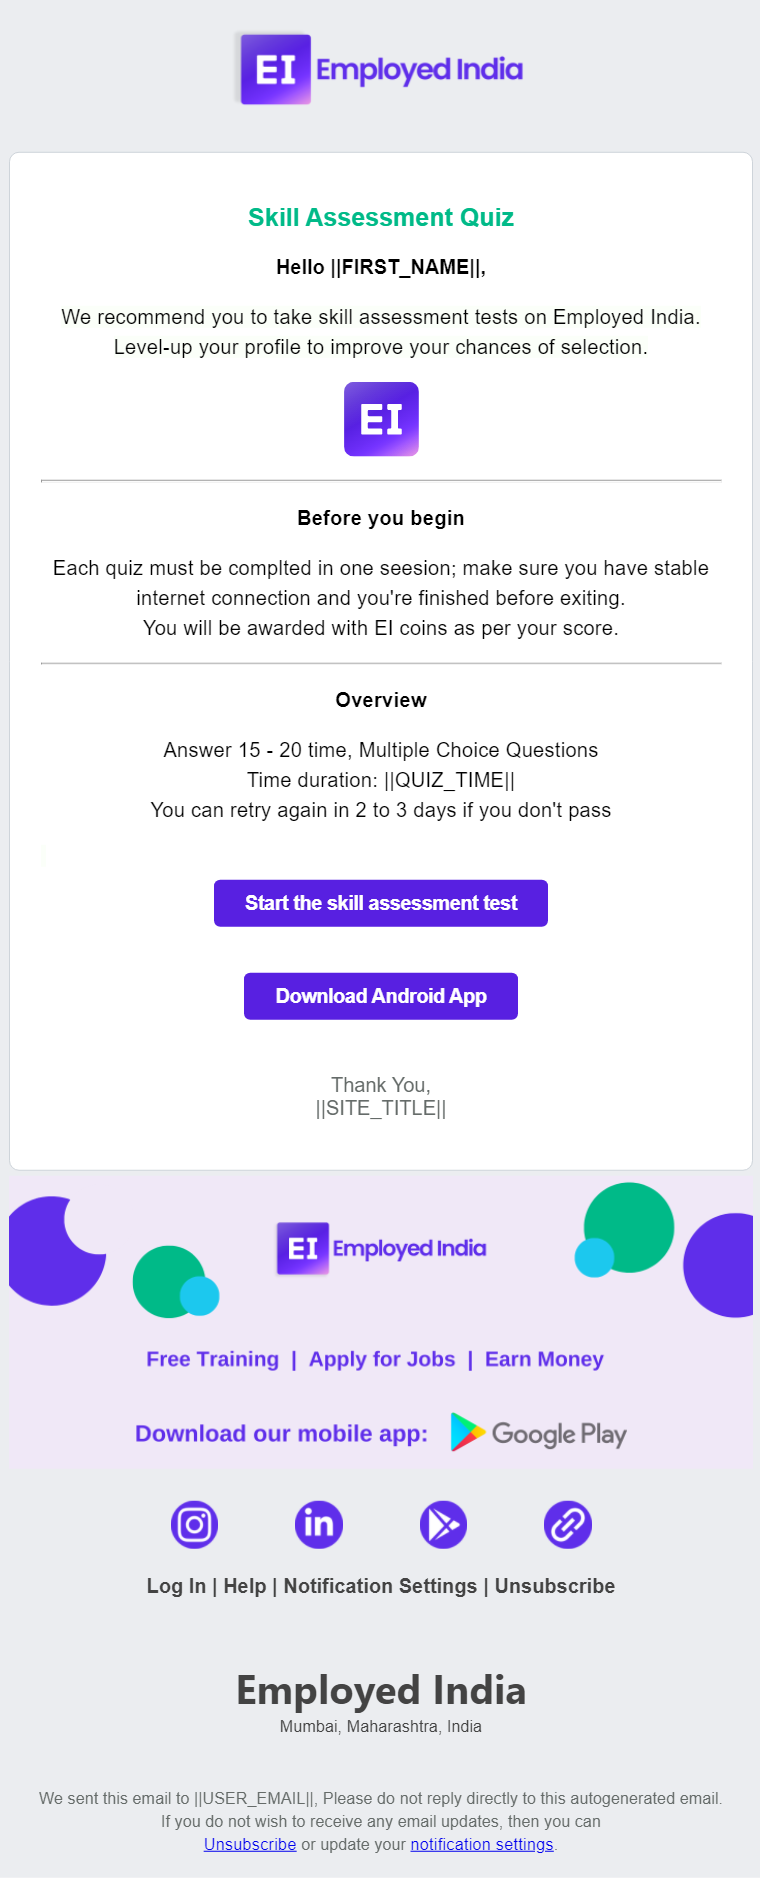 EI Employed India
Skill Assessment Quiz
Hello ||FIRST_NAME||,
We recommend you to take skill assessment tests on Employed India.
Level-up your profile to improve your chances of selection.
EI
Before you begin
Each quiz must be complted in one seesion; make sure you have stable
internet connection and you're finished before exiting.
You will be awarded with EI coins as per your score.
Overview
Answer 15 - 20 time, Multiple Choice Questions
Time duration: ||QUIZ_TIME||
You can retry again in 2 to 3 days if you don't pass
Start the skill assessment test
Download Android App
Thank You,
||SITE_TITLE||
EI Employed India
Free Training | Apply for Jobs | Earn Money
Download our mobile app: Google Play
in
Log In | Help | Notification Settings | Unsubscribe
Employed India
Mumbai, Maharashtra, India
We sent this email to ||USER_EMAIL||, Please do not reply directly to this autogenerated email.
If you do not wish to receive any email updates, then you can
Unsubscribe or update your notification settings.